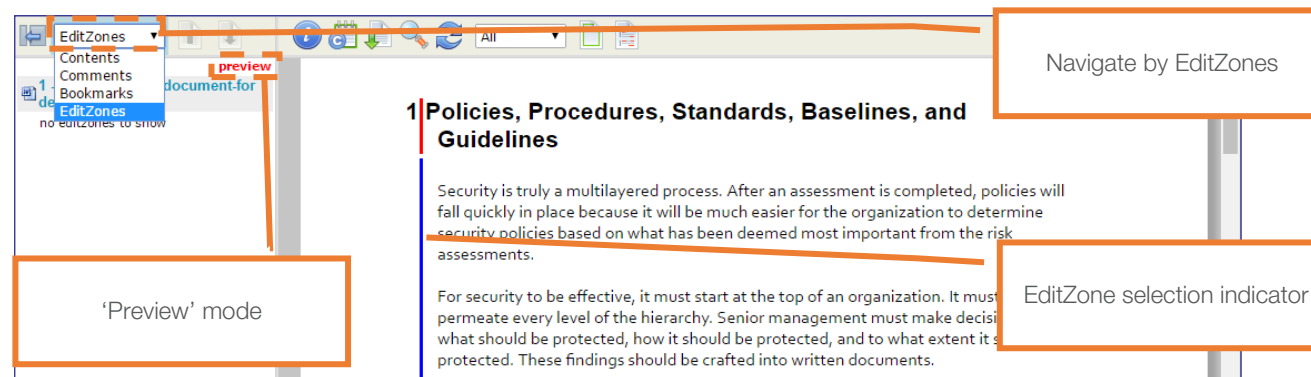 EditZones
All
Navigate by EditZones
Contents
Comments
Bookmarks
EditZones
preview
1 -
document-for
de
no editzones to show
1 Policies, Procedures, Standards, Baselines, and
Guidelines
Security is truly a multilayered process. After an assessment is completed, policies will
fall quickly in place because it will be much easier for the organization to determine
security policies based on what has been deemed most important from the risk
assessments.
EditZone selection indicator
'Preview' mode
For security to be effective, it must start at the top of an organization. It must
permeate every level of the hierarchy. Senior management must make decisi
what should be protected, how it should be protected, and to what extent it s
protected. These findings should be crafted into written documents.